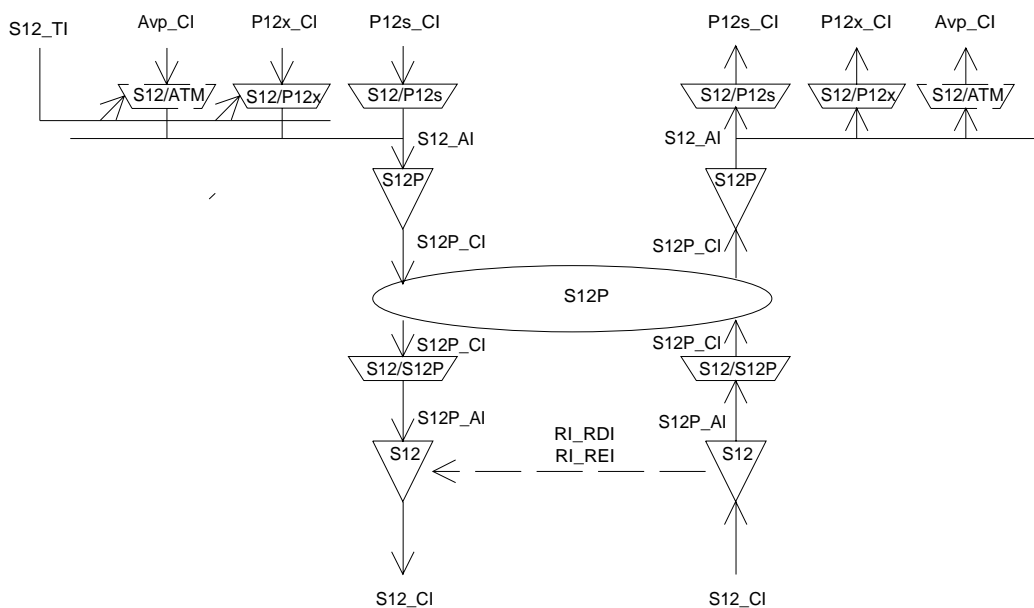 S12_TI Avp_CI P12x_CI P12s_CI P12s_CI P12x_CI Avp_CI
S12/ATM S12/P12x S12/P12s S12/P12s S12/P12x S12/ATM
S12_AI S12_AI
S12P S12P
S12P_CI S12P_CI
S12P
S12P_CI S12P_CI
S12/S12P S12/S12P
S12P_AI S12P_AI
RI_RDI
S12 RI_REI S12
S12_CI S12_CI